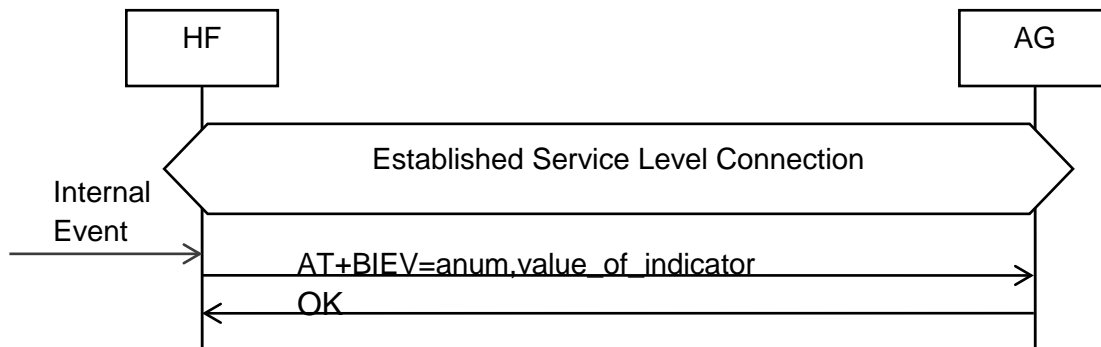 HF
AG
Established Service Level Connection
Internal
Event
AT+BIEV=anum,value_of_indicator
OK